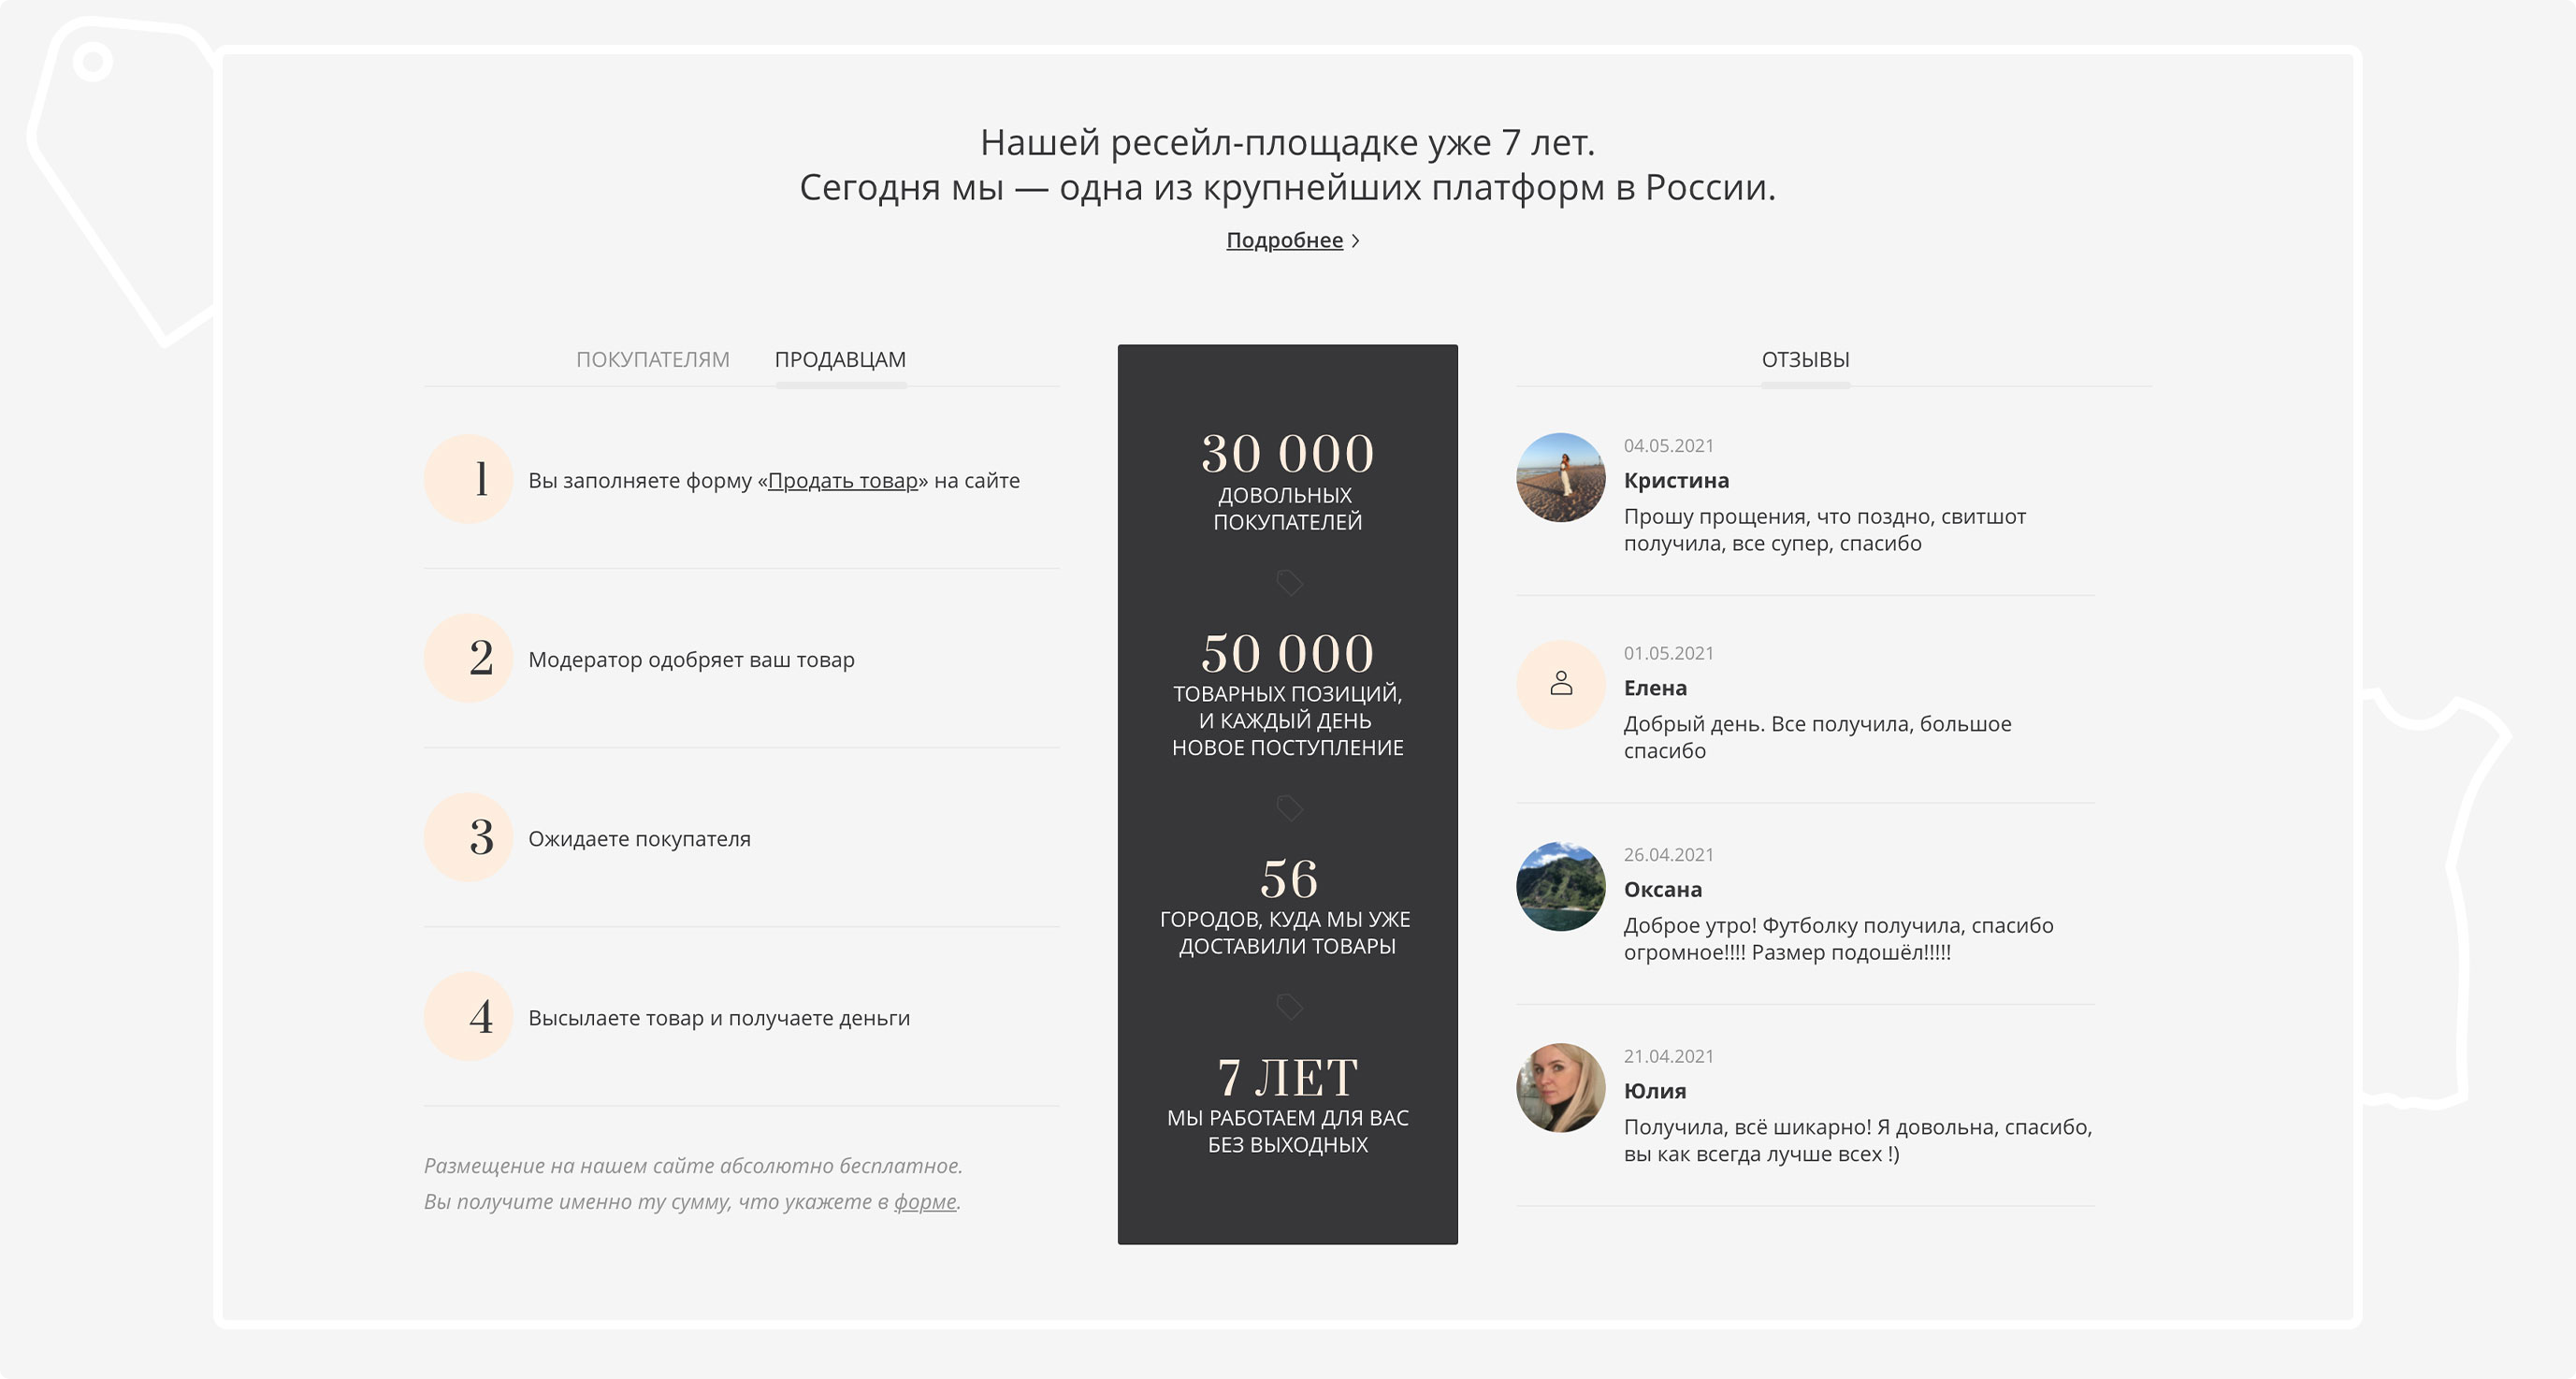 Нашей ресейл-площадке уже 7 лет.
Сегодня мы — одна из крупнейших платформ в России.
Подробнее
ПОКУПАТЕЛЯМ ПРОДАВЦАМ
1 Вы заполняете форму «Продать товар» на сайте
2 Модератор одобряет ваш товар
3 Ожидаете покупателя
4 Высылаете товар и получаете деньги
Размещение на нашем сайте абсолютно бесплатное.
Вы получите именно ту сумму, что укажете в форме.
30 000
ДОВОЛЬНЫХ
ПОКУПАТЕЛЕЙ
50 000
ТОВАРНЫХ ПОЗИЦИЙ,
И КАЖДЫЙ ДЕНЬ
НОВОЕ ПОСТУПЛЕНИЕ
56
ГОРОДОВ, КУДА МЫ УЖЕ
ДОСТАВИЛИ ТОВАРЫ
7 ЛЕТ
МЫ РАБОТАЕМ ДЛЯ ВАС
БЕЗ ВЫХОДНЫХ
ОТЗЫВЫ
04.05.2021
Кристина
Прошу прощения, что поздно, свитшот
получила, все супер, спасибо
01.05.2021
Елена
Добрый день. Все получила, большое
спасибо
26.04.2021
Оксана
Доброе утро! Футболку получила, спасибо
огромное!!!! Размер подошёл!!!!!
21.04.2021
Юлия
Получила, всё шикарно! Я довольна, спасибо,
вы как всегда лучше всех !)